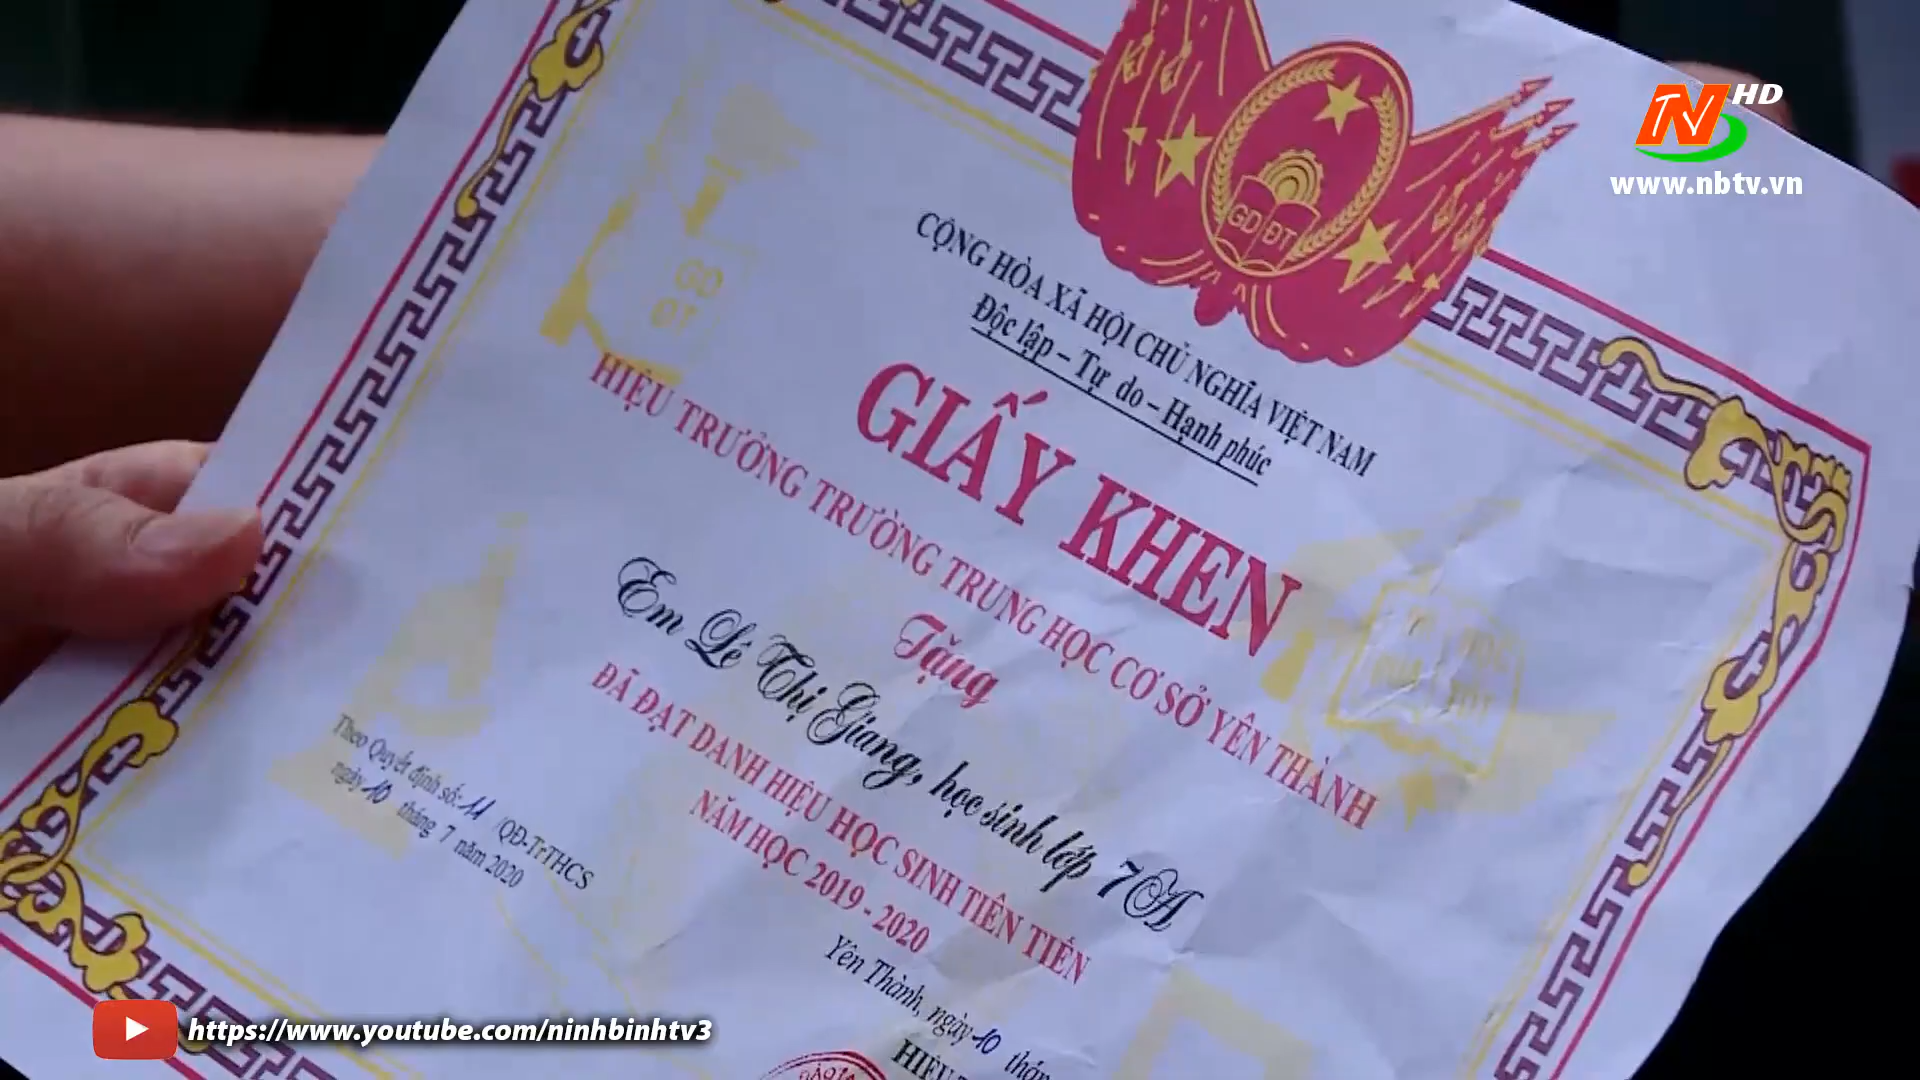 NTV HD
www.nbtv.vn
GD ĐT
CỘNG HÒA XÃ HỘI CHỦ NGHĨA VIỆT NAM
Độc lập – Tự do – Hạnh phúc
GD
ĐT
GIẤY KHEN
HIỆU TRƯỞNG TRƯỜNG TRUNG HỌC CƠ SỞ YÊN THÀNH
Tặng
Em Lê Thị Giang, học sinh lớp 7A
ĐÃ ĐẠT DANH HIỆU HỌC SINH TIÊN TIẾN
NĂM HỌC 2019 - 2020
Theo Quyết định số: 11 /QĐ-TrTHCS
ngày 10 tháng 7 năm 2020
Yên Thành, ngày 10
https://www.youtube.com/ninhbinhtv3